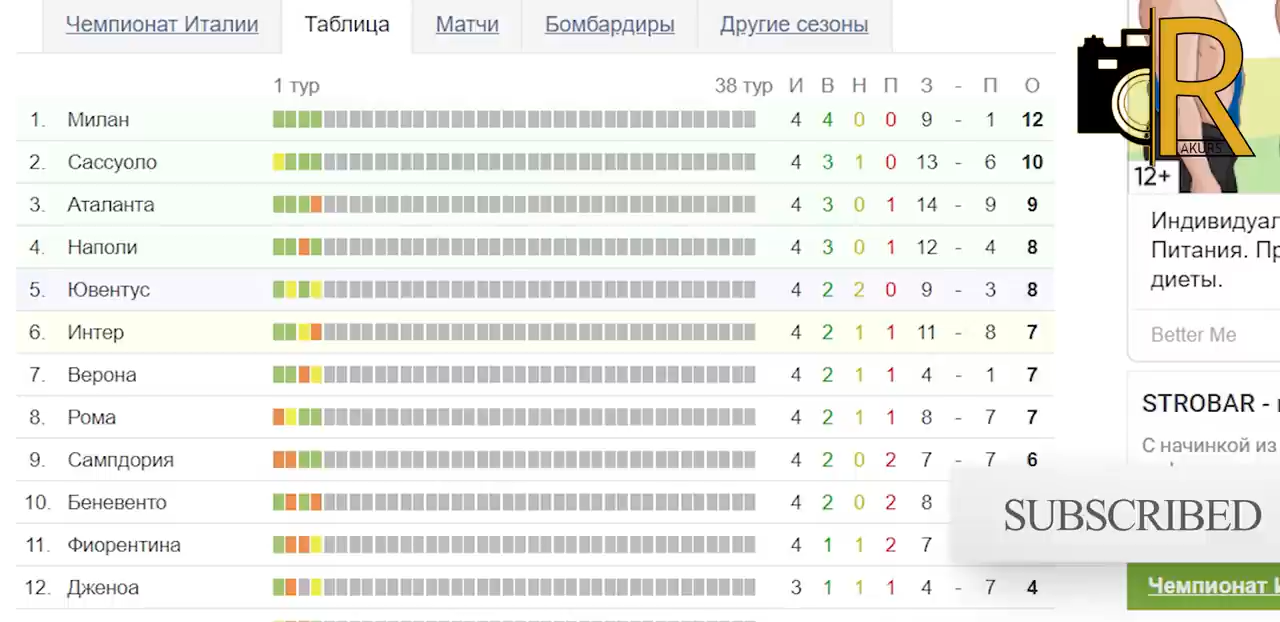 Чемпионат Италии Таблица Матчи Бомбардиры Другие сезоны
1 тур 38 тур И В Н П З - П О
1. Милан 4 4 0 0 9 - 1 12
2. Сассуоло 4 3 1 0 13 - 6 10
3. Аталанта 4 3 0 1 14 - 9 9
4. Наполи 4 3 0 1 12 - 4 8
5. Ювентус 4 2 2 0 9 - 3 8
6. Интер 4 2 1 1 11 - 8 7
7. Верона 4 2 1 1 4 - 1 7
8. Рома 4 2 1 1 8 - 7 7
9. Сампдория 4 2 0 2 7 - 7 6
10. Беневенто 4 2 0 2 8
11. Фиорентина 4 1 1 2 7
12. Дженоа 3 1 1 1 4 - 7 4
R
AKURS
12+
Индивидуал
Питания. Пр
диеты.
Better Me
STROBAR -
С начинкой из
SUBSCRIBED
Чемпионат И